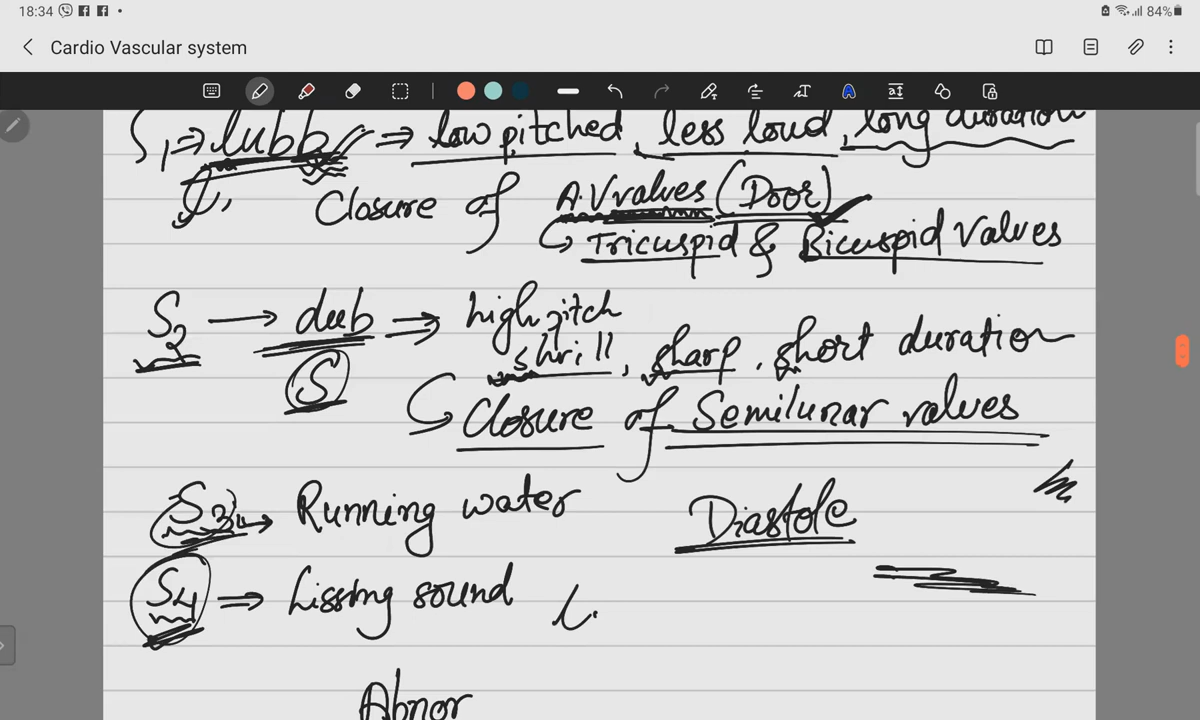 18:34 84%
Cardio Vascular system
S1 ⇒ lubb ⇒ low pitched, less loud, long duration
Closure of A.V valves (Door)
Tricuspid & Bicuspid Valves
S2 → dub ⇒ high pitch
shrill, sharp, short duration
S
Closure of Semilunar valves
S3 → Running water Diastole
S4 ⇒ hissing sound
Abnor